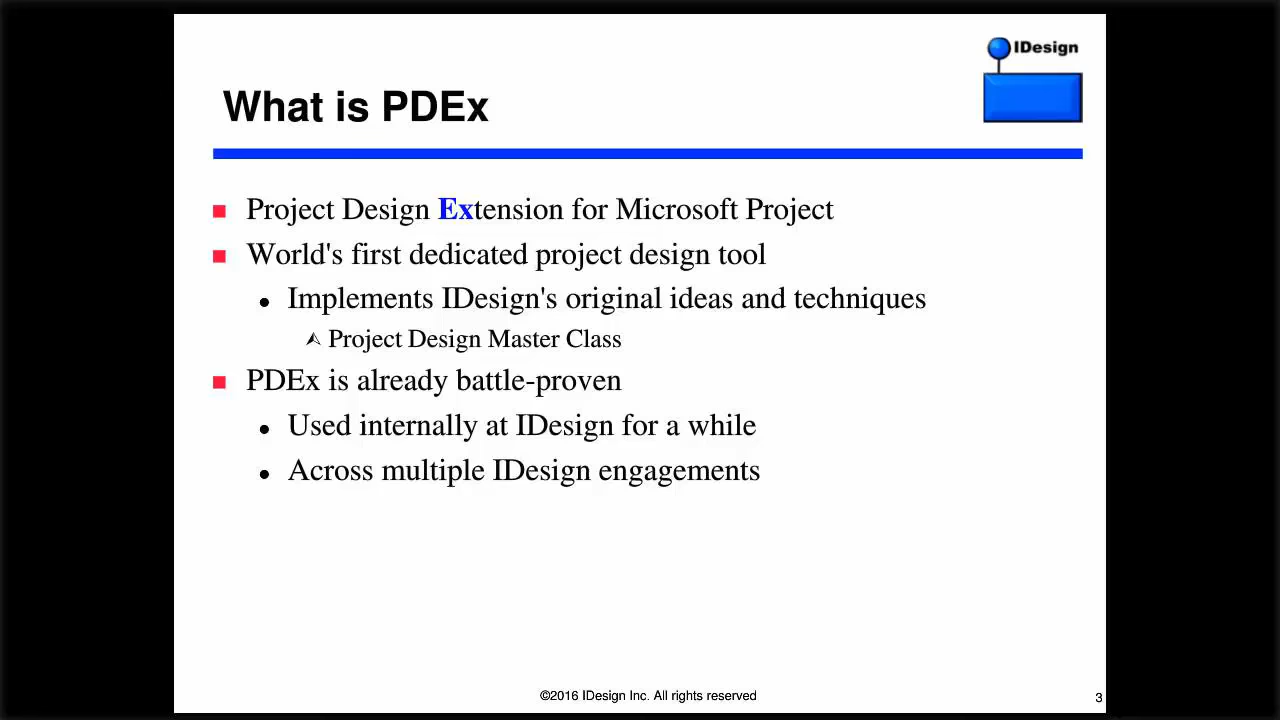 IDesign
What is PDEx
Project Design Extension for Microsoft Project
World's first dedicated project design tool
Implements IDesign's original ideas and techniques
Project Design Master Class
PDEx is already battle-proven
Used internally at IDesign for a while
Across multiple IDesign engagements
©2016 IDesign Inc. All rights reserved
3